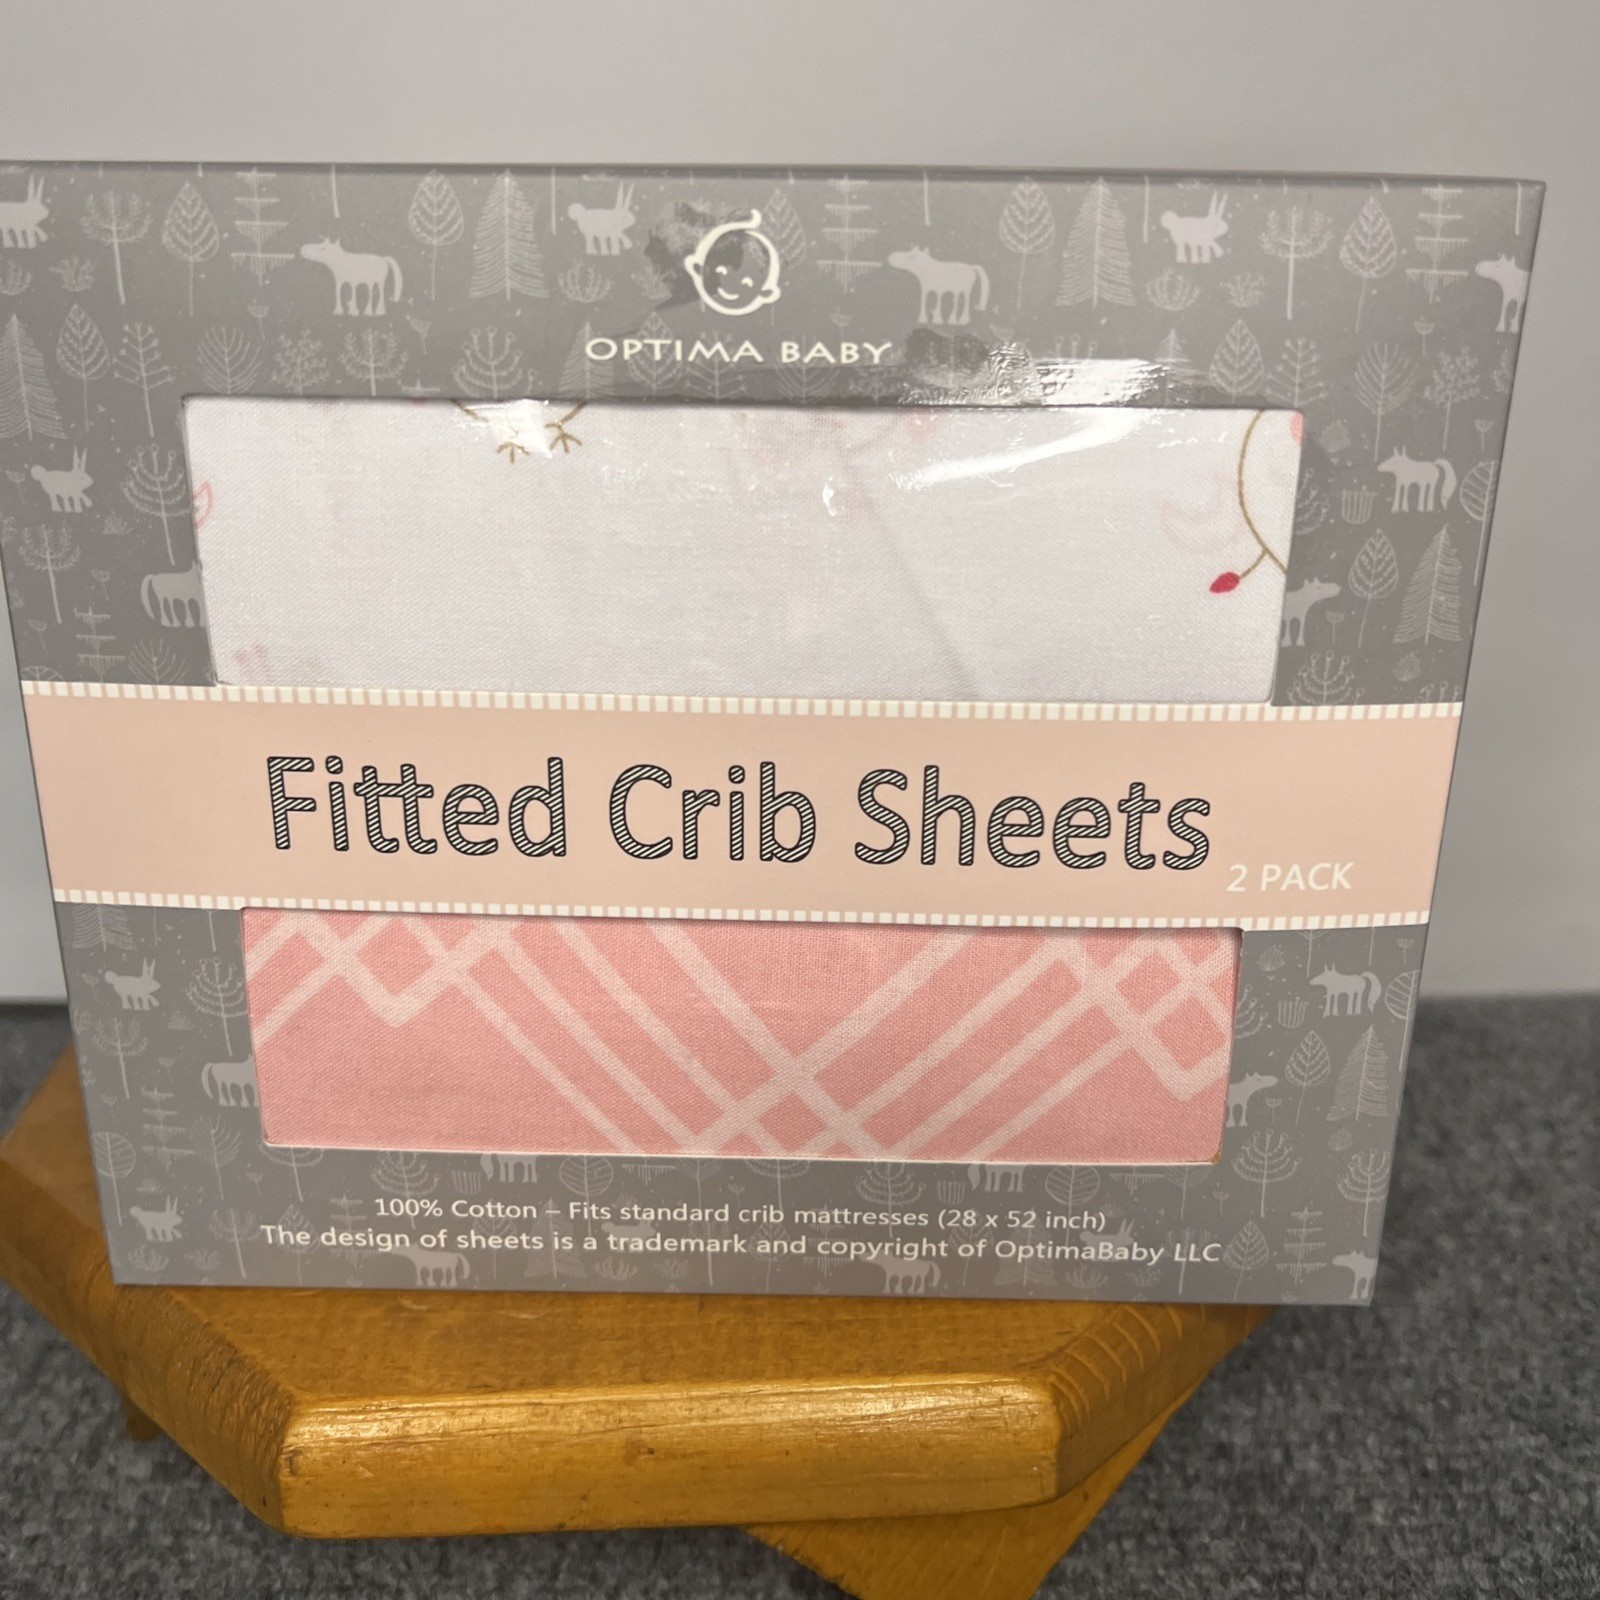 OPTIMA BABY
Fitted Crib Sheets
2 PACK
100% Cotton – Fits standard crib mattresses (28 x 52 inch)
The design of sheets is a trademark and copyright of OptimaBaby LLC